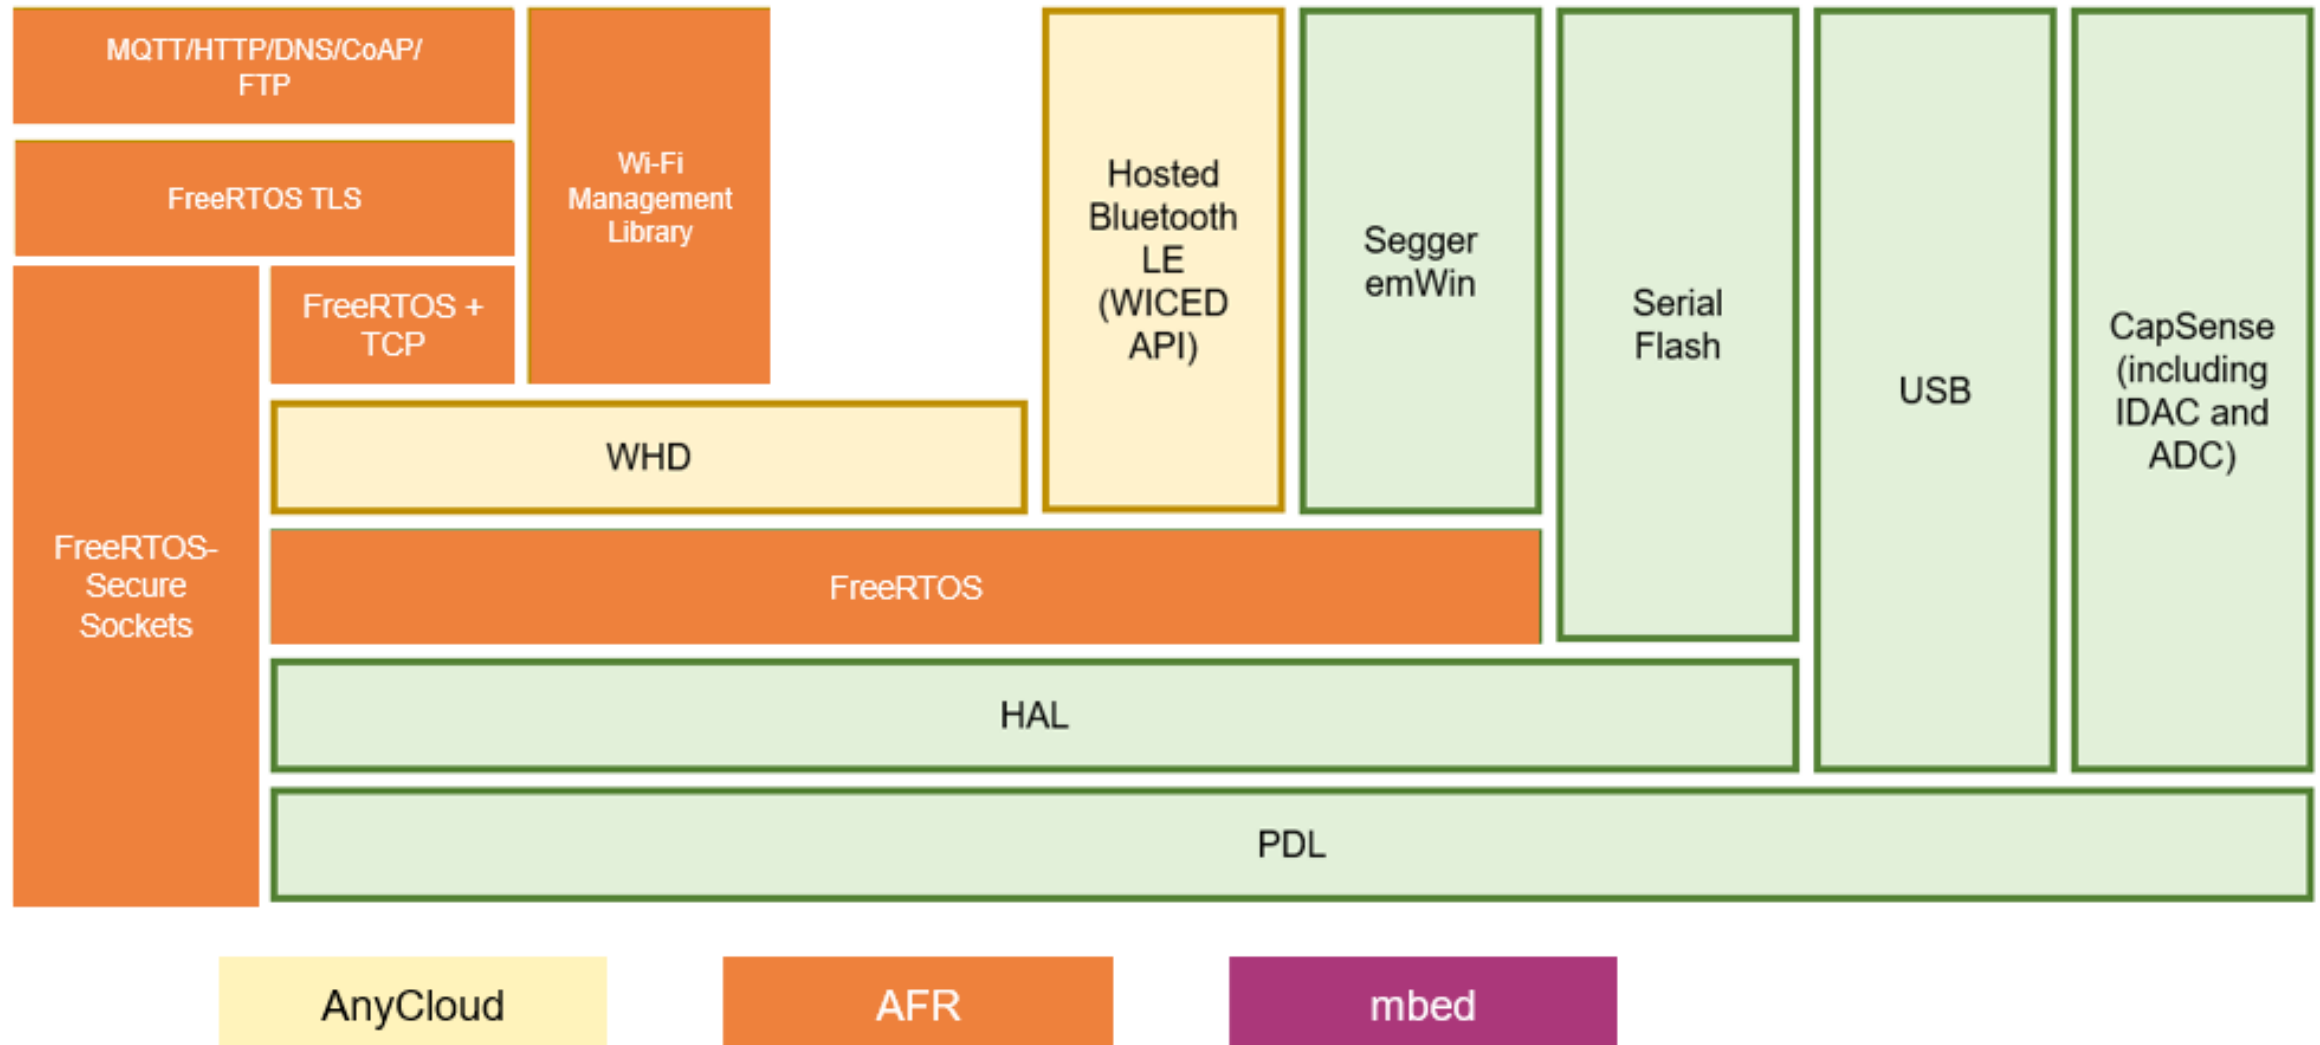 MQTT/HTTP/DNS/CoAP/
FTP
FreeRTOS TLS
Wi-Fi
Management
Library
FreeRTOS +
TCP
Hosted
Bluetooth
LE
(WICED
API)
Segger
emWin
Serial
Flash
USB
CapSense
(including
IDAC and
ADC)
WHD
FreeRTOS-
Secure
Sockets
FreeRTOS
HAL
PDL
AnyCloud
AFR
mbed